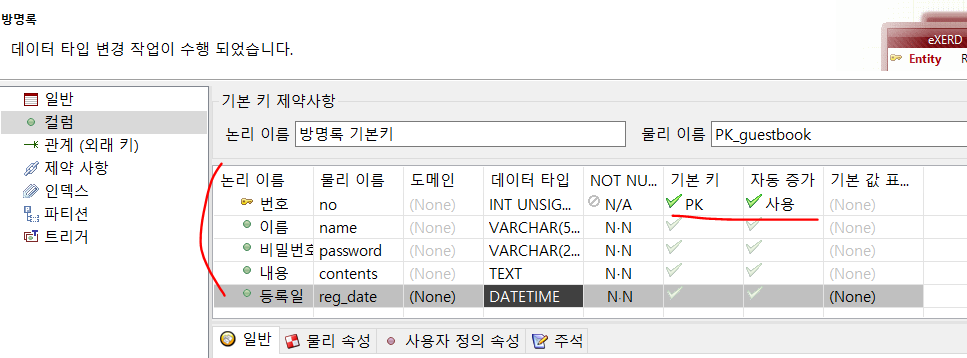 방명록
데이터 타입 변경 작업이 수행 되었습니다.
eXERD
Entity R
일반
컬럼
관계 (외래 키)
제약 사항
인덱스
파티션
트리거
기본 키 제약사항
논리 이름 방명록 기본키 물리 이름 PK_guestbook
논리 이름 물리 이름 도메인 데이터 타입 NOT NU... 기본 키 자동 증가 기본 값 표...
번호 no (None) INT UNSIG... N/A PK 사용 (None)
이름 name (None) VARCHAR(5... N·N (None)
비밀번호 password (None) VARCHAR(2... N·N (None)
내용 contents (None) TEXT N·N (None)
등록일 reg_date (None) DATETIME N·N (None)
일반 물리 속성 사용자 정의 속성 주석